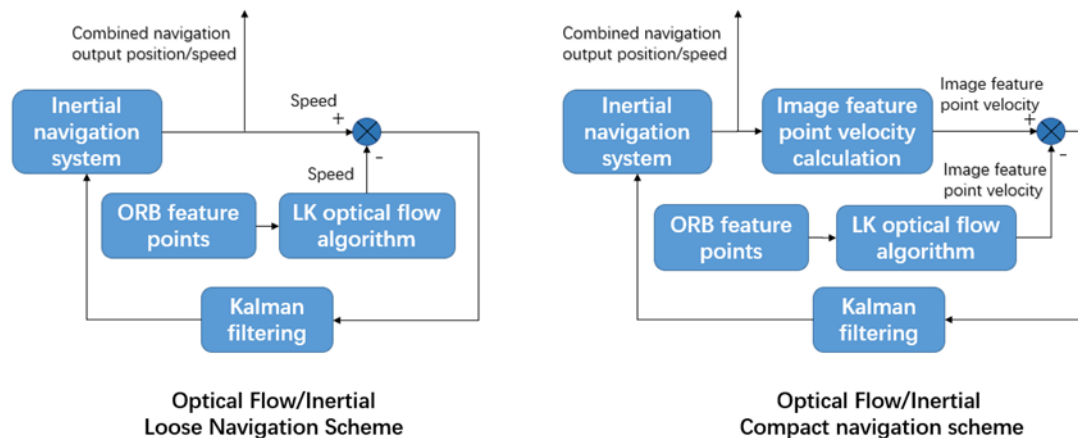 Combined navigation
output position/speed
Inertial
navigation
system
Speed
+
-
Speed
ORB feature
points
LK optical flow
algorithm
Kalman
filtering
Optical Flow/Inertial
Loose Navigation Scheme
Combined navigation
output position/speed
Inertial
navigation
system
Image feature
point velocity
calculation
Image feature
point velocity
+
-
Image feature
point velocity
ORB feature
points
LK optical flow
algorithm
Kalman
filtering
Optical Flow/Inertial
Compact navigation scheme